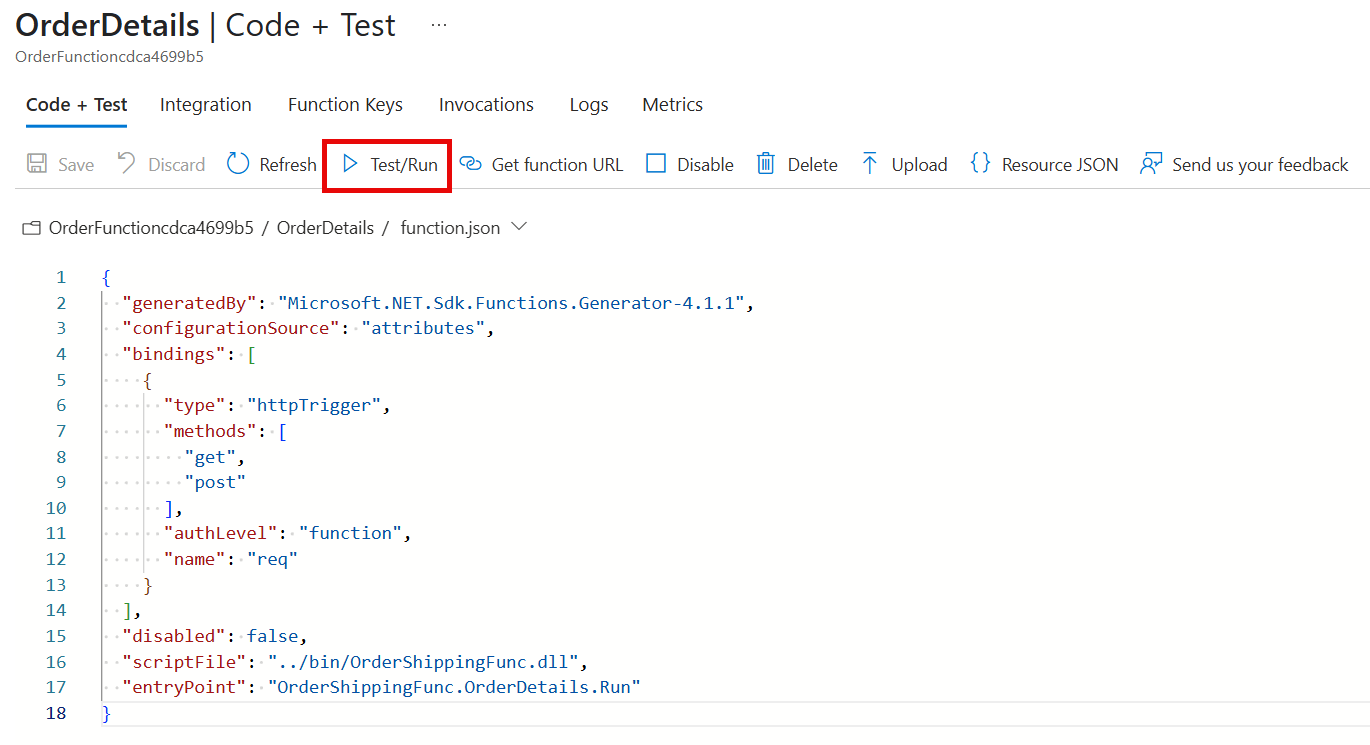 OrderDetails | Code + Test ...
OrderFunctioncdca4699b5
Code + Test Integration Function Keys Invocations Logs Metrics
Save Discard Refresh Test/Run Get function URL Disable Delete Upload Resource JSON Send us your feedback
OrderFunctioncdca4699b5 / OrderDetails / function.json
1 {
2 "generatedBy": "Microsoft.NET.Sdk.Functions.Generator-4.1.1",
3 "configurationSource": "attributes",
4 "bindings": [
5 {
6 "type": "httpTrigger",
7 "methods": [
8 "get",
9 "post"
10 ],
11 "authLevel": "function",
12 "name": "req"
13 }
14 ],
15 "disabled": false,
16 "scriptFile": "../bin/OrderShippingFunc.dll",
17 "entryPoint": "OrderShippingFunc.OrderDetails.Run"
18 }